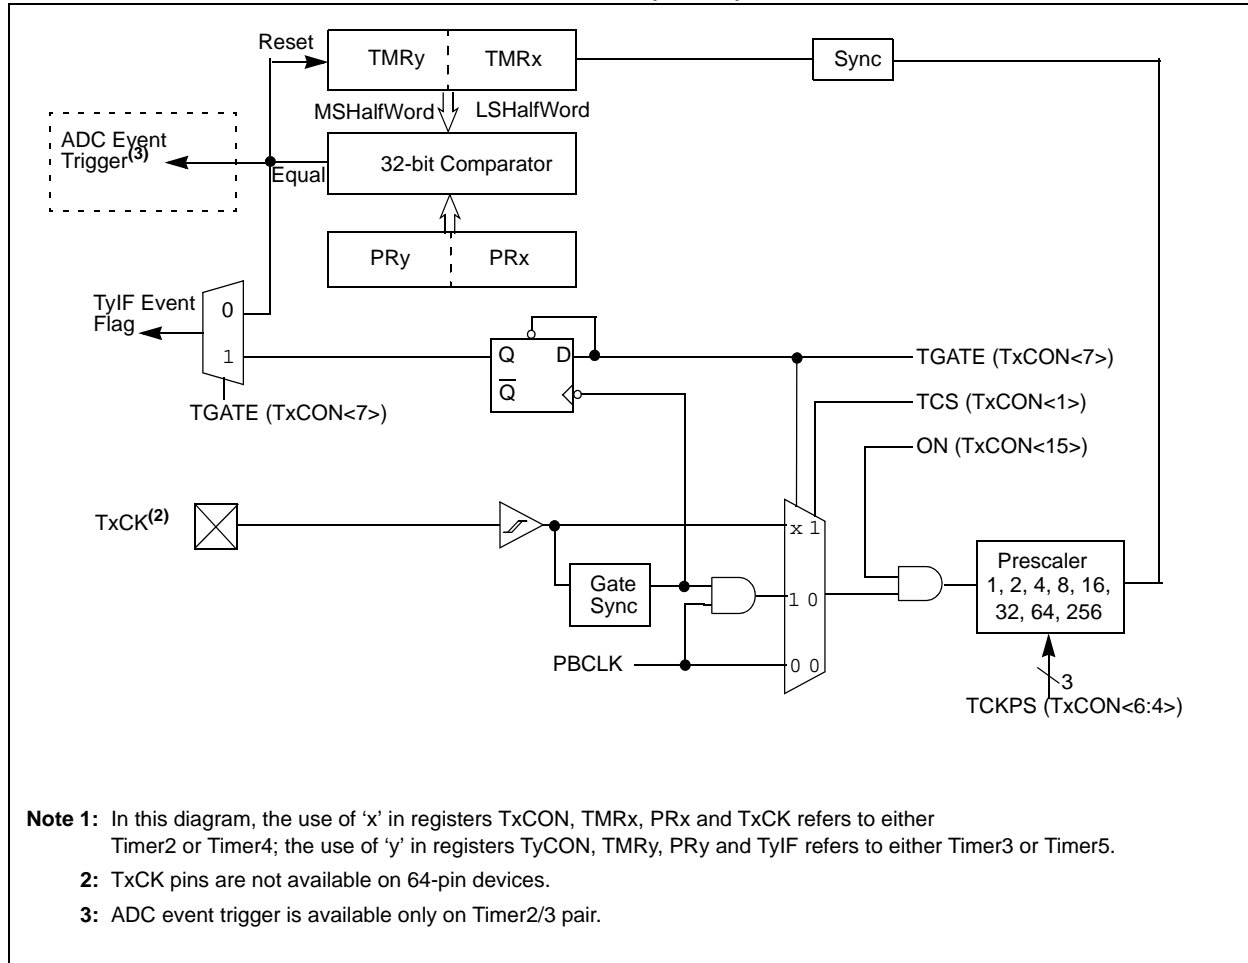 Reset
TMRy
TMRx
Sync
MSHalfWord
LSHalfWord
ADC Event
Trigger(3)
Equal
32-bit Comparator
PRy
PRx
TyIF Event
Flag
0
1
Q
D
Q
TGATE (TxCON<7>)
TGATE (TxCON<7>)
TCS (TxCON<1>)
ON (TxCON<15>)
TxCK(2)
x 1
Gate
Sync
1 0
Prescaler
1, 2, 4, 8, 16,
32, 64, 256
PBCLK
0 0
3
TCKPS (TxCON<6:4>)
Note 1: In this diagram, the use of ‘x’ in registers TxCON, TMRx, PRx and TxCK refers to either
Timer2 or Timer4; the use of ‘y’ in registers TyCON, TMRy, PRy and TyIF refers to either Timer3 or Timer5.
2: TxCK pins are not available on 64-pin devices.
3: ADC event trigger is available only on Timer2/3 pair.